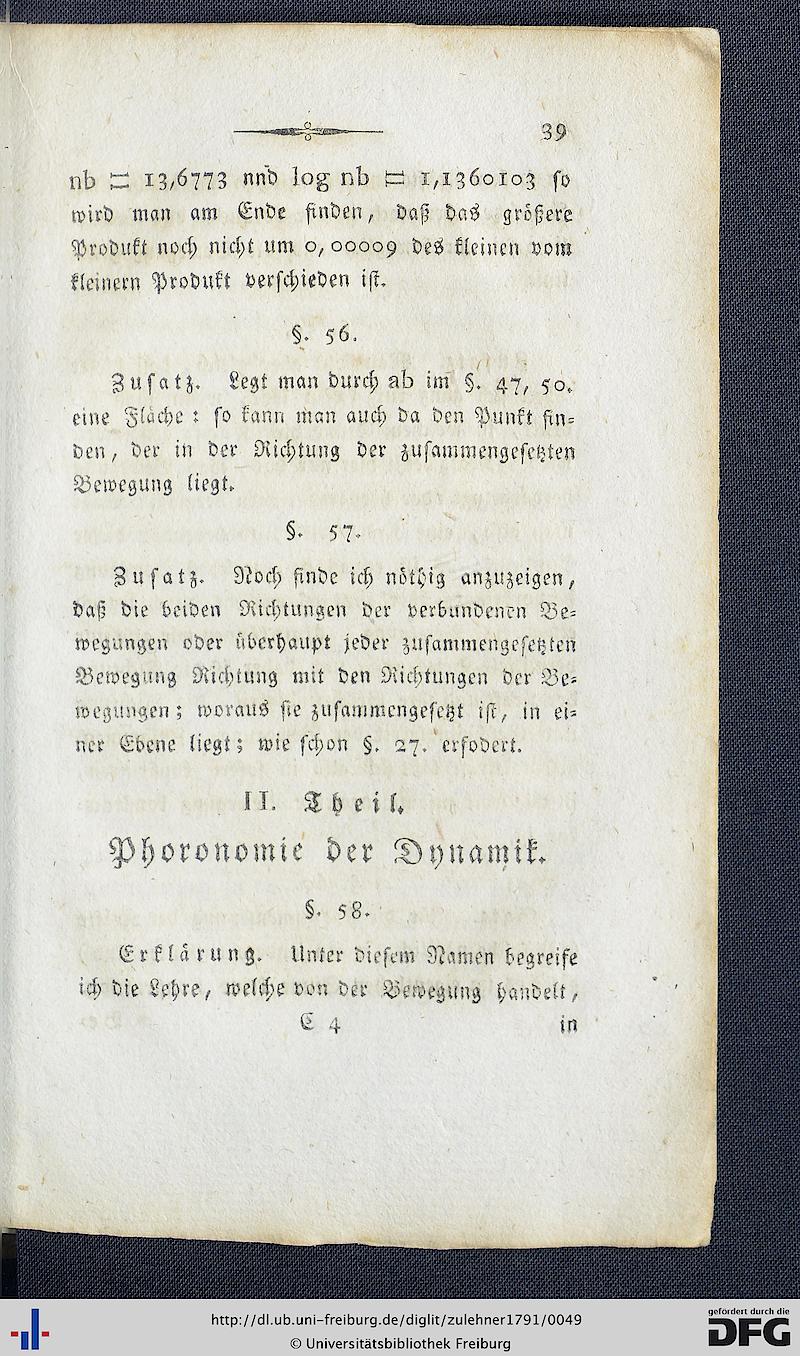 39
nb = 13,6773 nnd log nb = 1,1360103 so
wird man am Ende finden, daß das größere
Produkt noch nicht um 0,00009 des kleinen vom
kleinern Produkt verschieden ist.
§. 56.
Zusatz. Legt man durch ab im §. 47, 50.
eine Fläche: so kann man auch da den Punkt fin-
den, der in der Richtung der zusammengesetzten
Bewegung liegt.
§. 57.
Zusatz. Noch finde ich nöthig anzuzeigen,
daß die beiden Richtungen der verbundenen Be-
wegungen oder überhaupt jeder zusammengesetzten
Bewegung Richtung mit den Richtungen der Be-
wegungen; woraus sie zusammengesetzt ist, in ei-
ner Ebene liegt; wie schon §. 27. erfodert.
II. Theil.
Phoronomie der Dynamik.
§. 58.
Erklärung. Unter diesem Namen begreife
ich die Lehre, welche von der Bewegung handelt,
C 4 in
http://dl.ub.uni-freiburg.de/diglit/zulehner1791/0049
© Universitätsbibliothek Freiburg
gefördert durch die
DFG